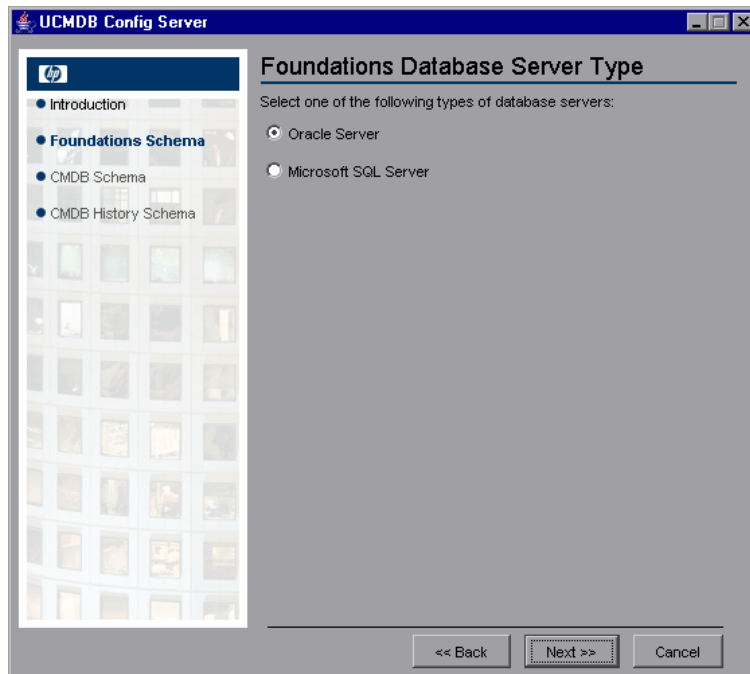 UCMDB Config Server
hp
Foundations Database Server Type
Introduction
Foundations Schema
CMDB Schema
CMDB History Schema
Select one of the following types of database servers:
Oracle Server
Microsoft SQL Server
<< Back
Next >>
Cancel